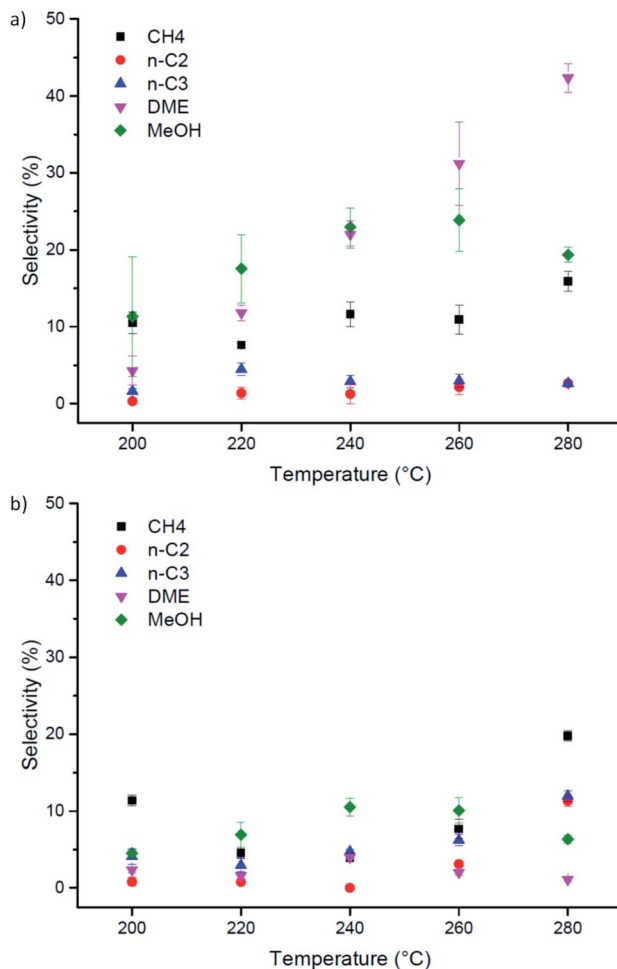 a)
50
CH4
n-C2
n-C3
40
DME
MeOH
30
Selectivity (%)
20
10
0
200 220 240 260 280
Temperature (°C)
b)
50
CH4
n-C2
n-C3
40
DME
MeOH
30
Selectivity (%)
20
10
0
200 220 240 260 280
Temperature (°C)